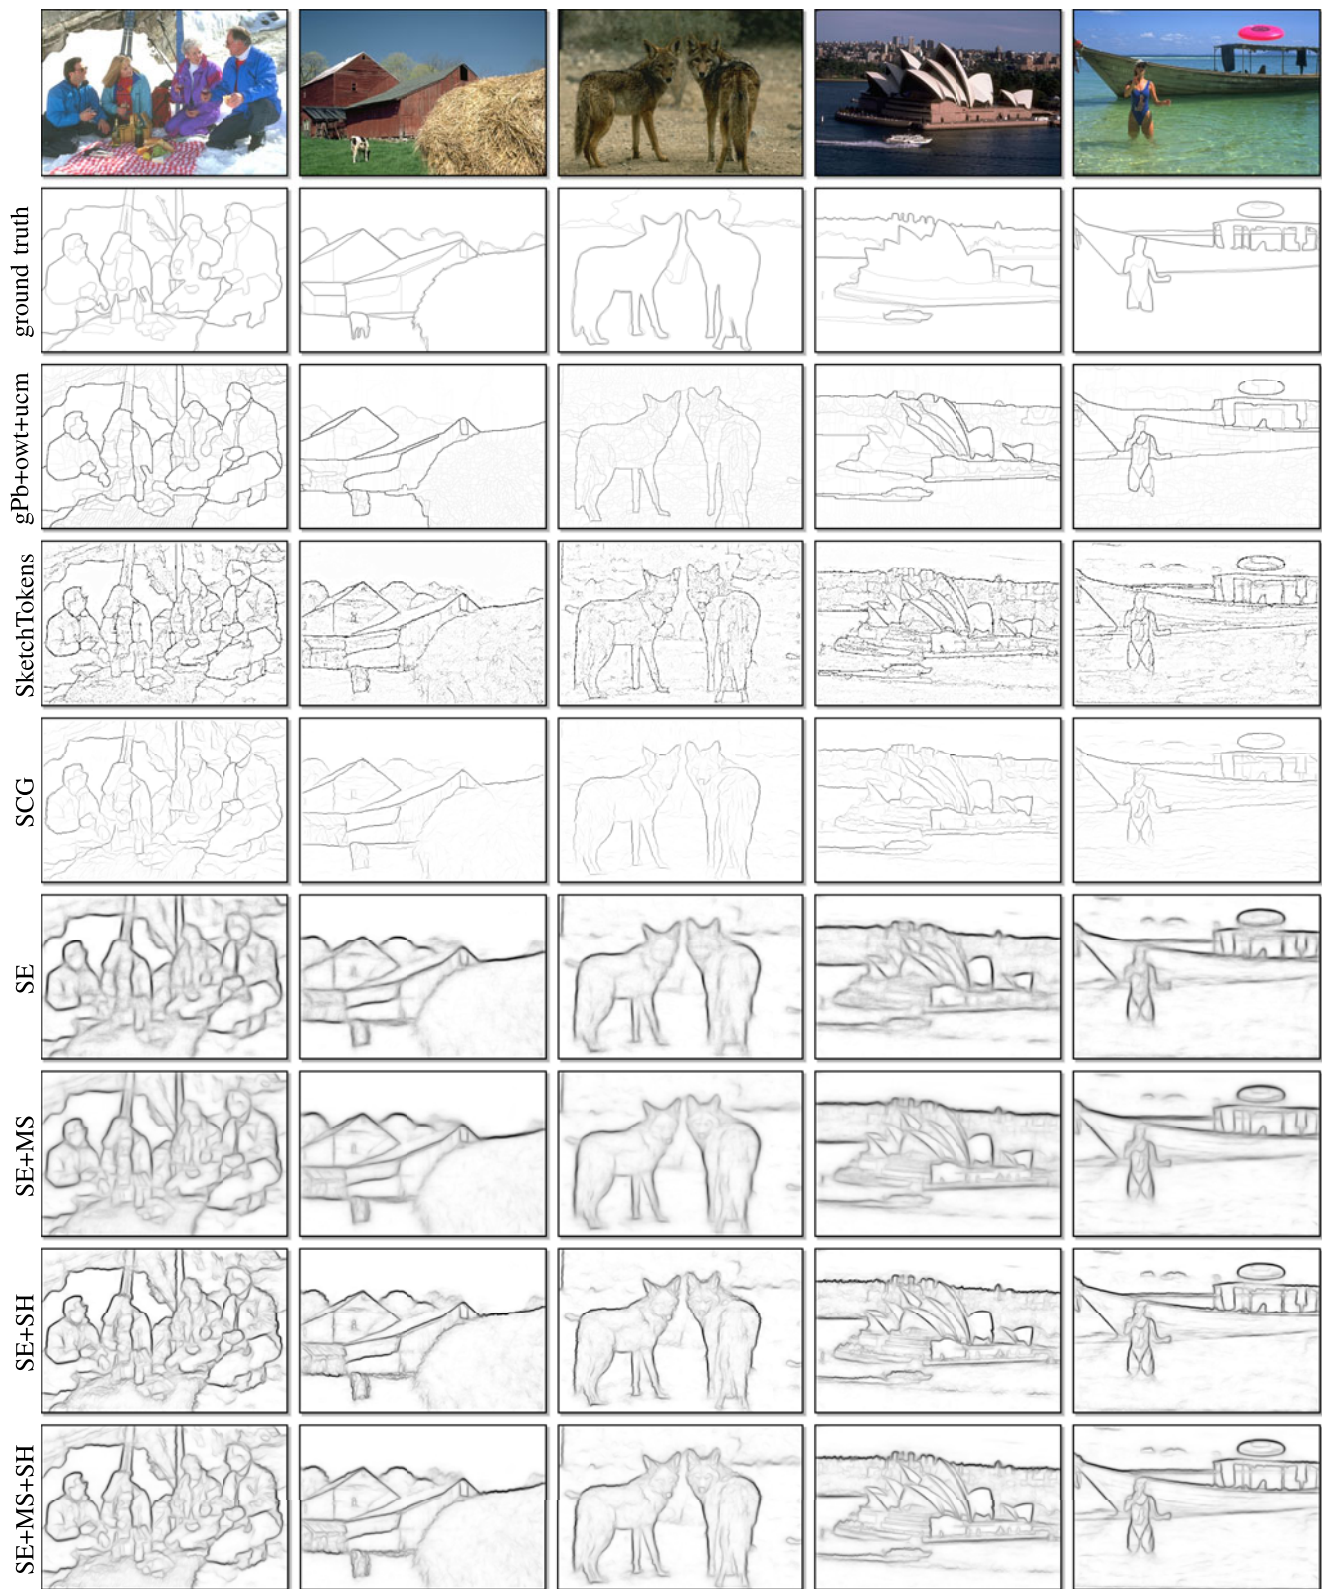 ground truth
gPb+owt+ucm
SketchTokens
SCG
SE
SE+MS
SE+SH
SE+MS+SH